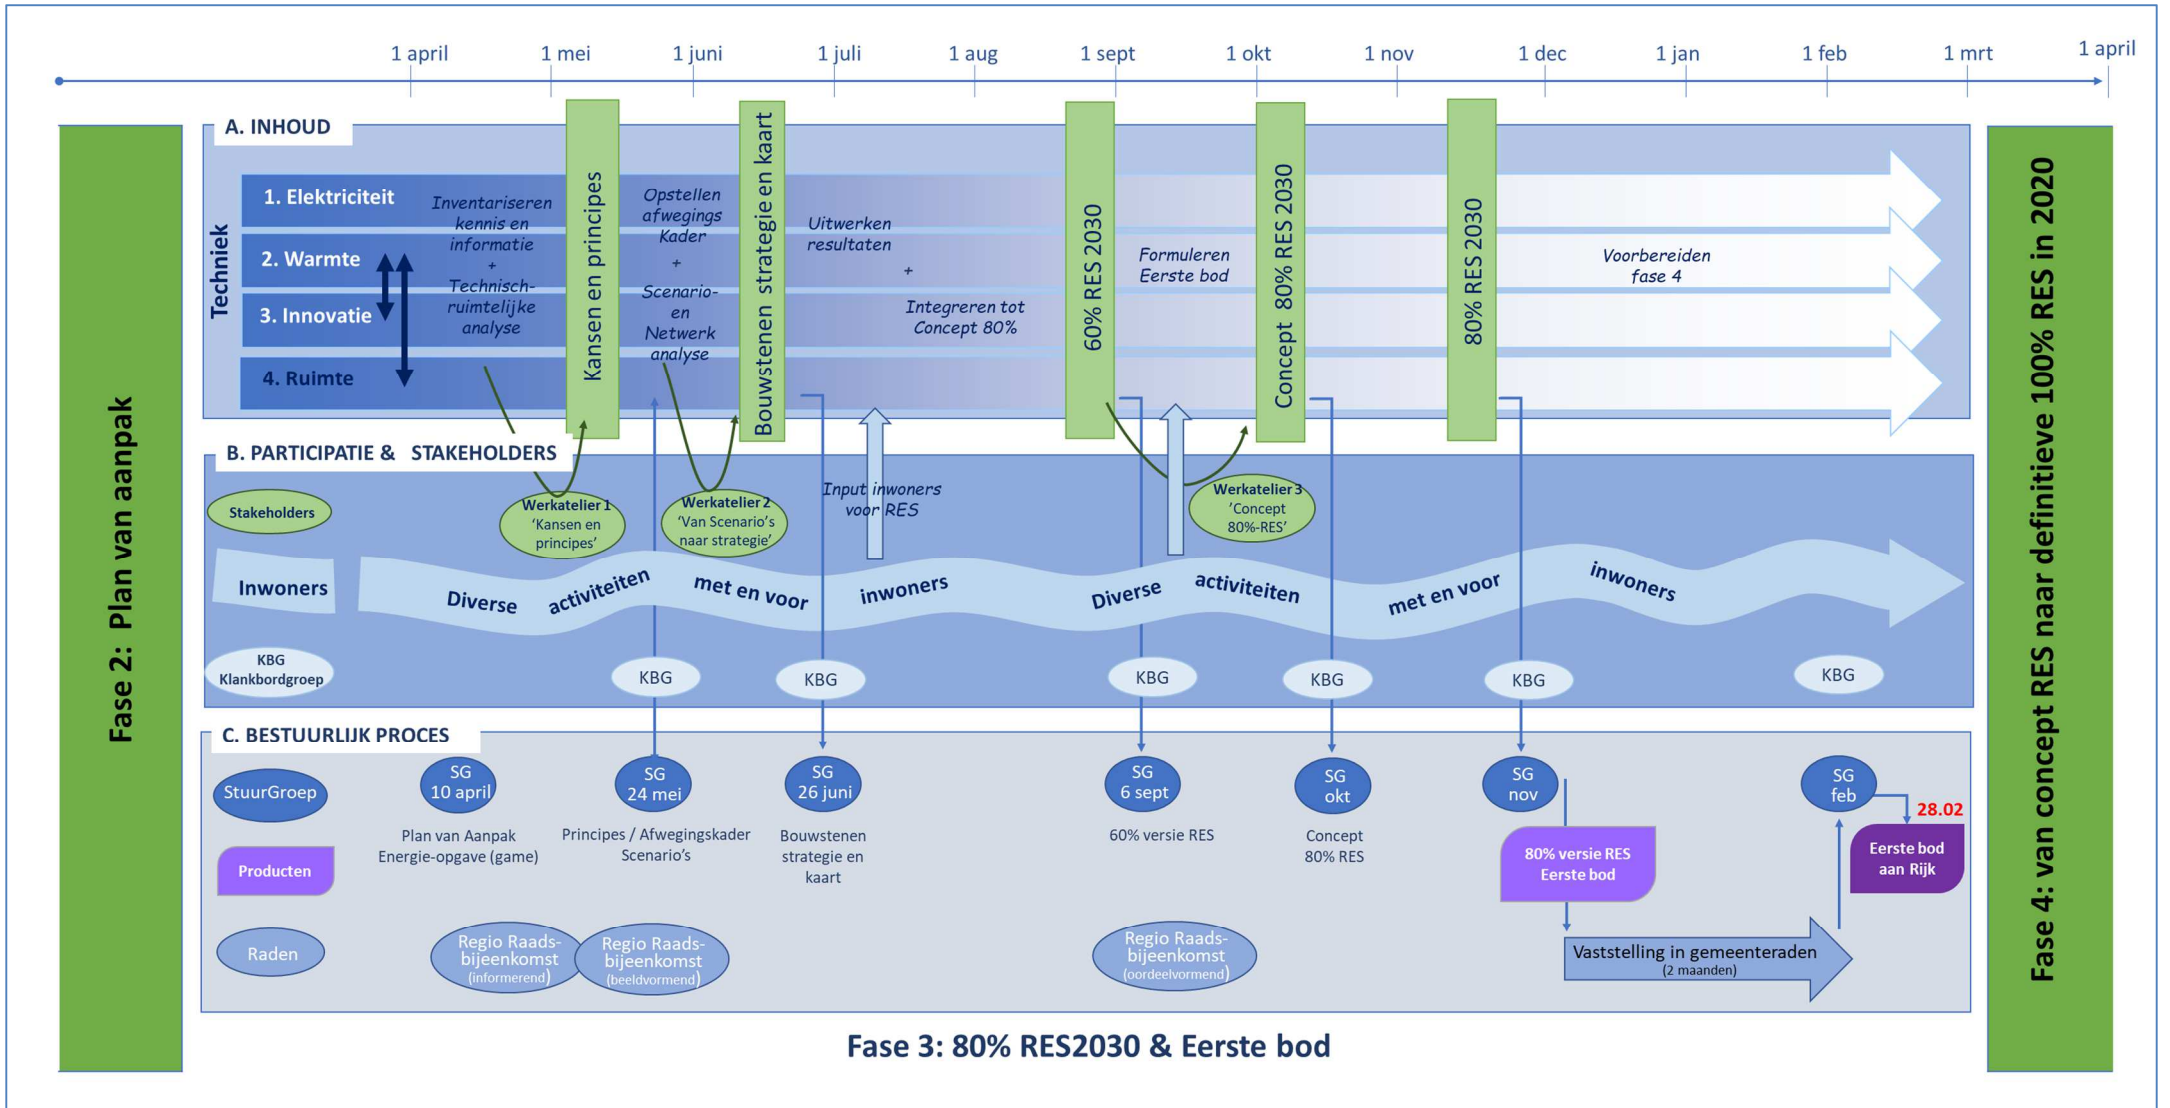 1 april
1 mei
1 juni
1 juli
1 aug
1 sept
1 okt
1 nov
1 dec
1 jan
1 feb
1 mrt
1 april
Fase 2: Plan van aanpak
A. INHOUD
Techniek
1. Elektriciteit
2. Warmte
3. Innovatie
4. Ruimte
Inventariseren
kennis en
informatie
+
Technisch-
ruimtelijke
analyse
Kansen en principes
Opstellen
afwegings
Kader
+
Scenario-
en
Netwerk
analyse
Bouwstenen strategie en kaart
Uitwerken
resultaten
+
Integreren tot
Concept 80%
60% RES 2030
Formuleren
Eerste bod
Concept 80% RES 2030
80% RES 2030
Voorbereiden
fase 4
B. PARTICIPATIE & STAKEHOLDERS
Stakeholders
Werkatelier 1
‘Kansen en
principes’
Werkatelier 2
‘Van Scenario’s
naar strategie’
Input inwoners
voor RES
Werkatelier 3
’Concept
80%-RES’
Inwoners
Diverse activiteiten met en voor inwoners
Diverse activiteiten met en voor inwoners
KBG
Klankbordgroep
KBG
KBG
KBG
KBG
KBG
KBG
C. BESTUURLIJK PROCES
StuurGroep
SG
10 april
SG
24 mei
SG
26 juni
SG
6 sept
SG
okt
SG
nov
SG
feb
28.02
Plan van Aanpak
Energie-opgave (game)
Principes / Afwegingskader
Scenario’s
Bouwstenen
strategie en
kaart
60% versie RES
Concept
80% RES
Producten
80% versie RES
Eerste bod
Eerste bod
aan Rijk
Raden
Regio Raads-
bijeenkomst
(informerend)
Regio Raads-
bijeenkomst
(beeldvormend)
Regio Raads-
bijeenkomst
(oordeelvormend)
Vaststelling in gemeenteraden
(2 maanden)
Fase 4: van concept RES naar definitieve 100% RES in 2020
Fase 3: 80% RES2030 & Eerste bod